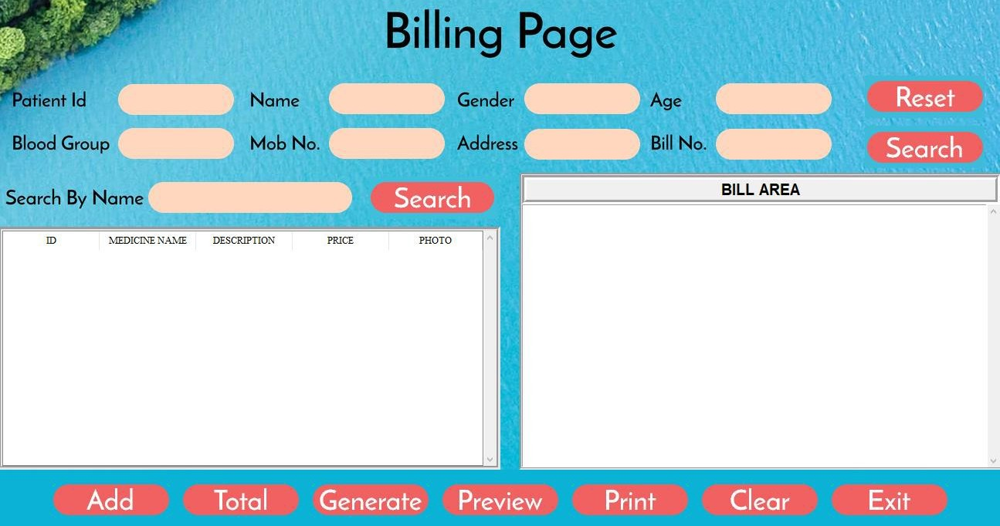 Billing Page
Patient Id Name Gender Age Reset
Blood Group Mob No. Address Bill No. Search
Search By Name Search
BILL AREA
ID MEDICINE NAME DESCRIPTION PRICE PHOTO
Add Total Generate Preview Print Clear Exit